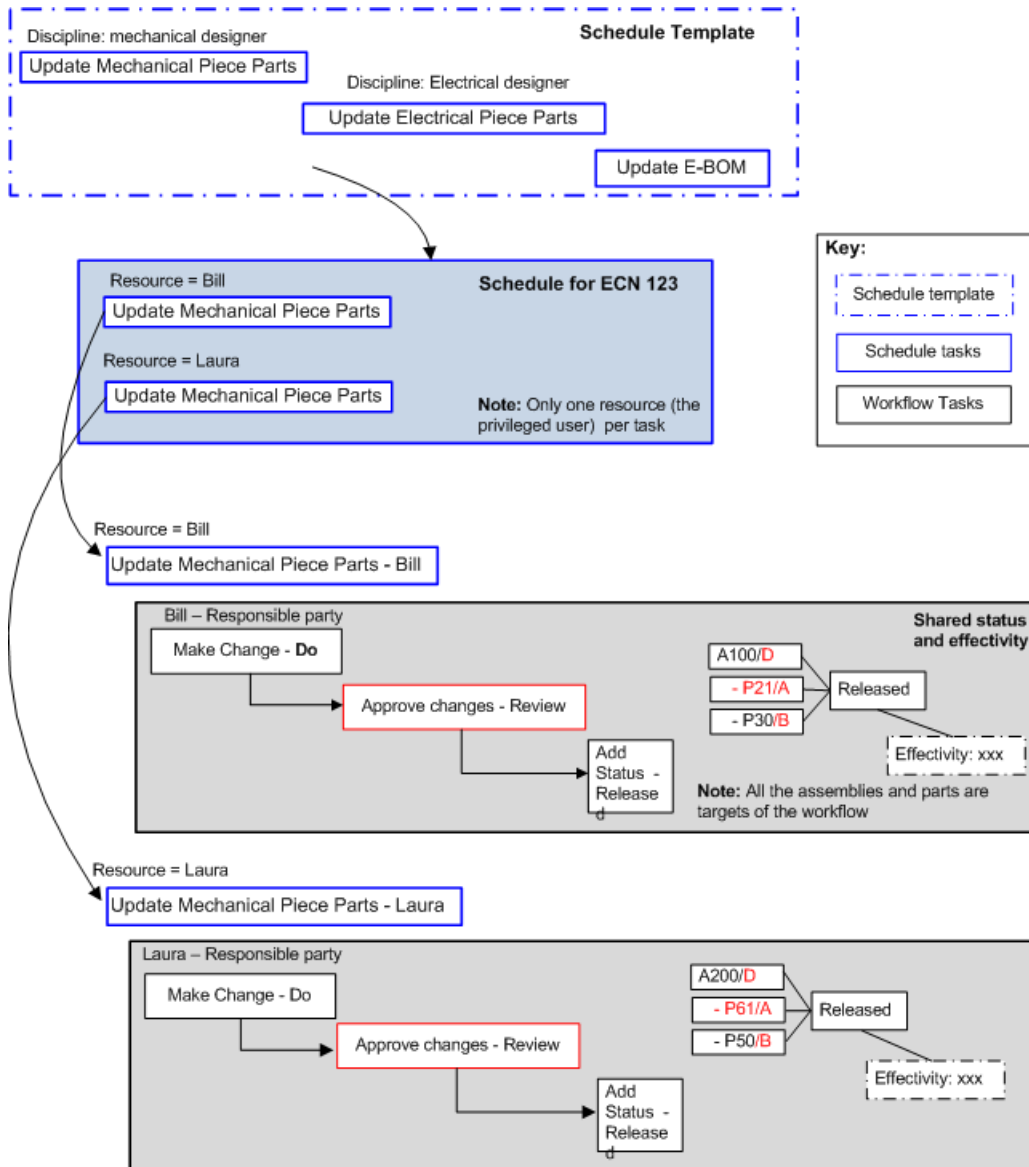 Discipline: mechanical designer
Schedule Template
Update Mechanical Piece Parts
Discipline: Electrical designer
Update Electrical Piece Parts
Update E-BOM
Key:
Schedule template
Schedule tasks
Workflow Tasks
Resource = Bill
Schedule for ECN 123
Update Mechanical Piece Parts
Resource = Laura
Update Mechanical Piece Parts
Note: Only one resource (the
privileged user) per task
Resource = Bill
Update Mechanical Piece Parts - Bill
Bill – Responsible party
Shared status
and effectivity
Make Change - Do
Approve changes - Review
Add
Status -
Release
d
A100/D
- P21/A
- P30/B
Released
Effectivity: xxx
Note: All the assemblies and parts are
targets of the workflow
Resource = Laura
Update Mechanical Piece Parts - Laura
Laura – Responsible party
Make Change - Do
Approve changes - Review
Add
Status -
Release
d
A200/D
- P61/A
- P50/B
Released
Effectivity: xxx